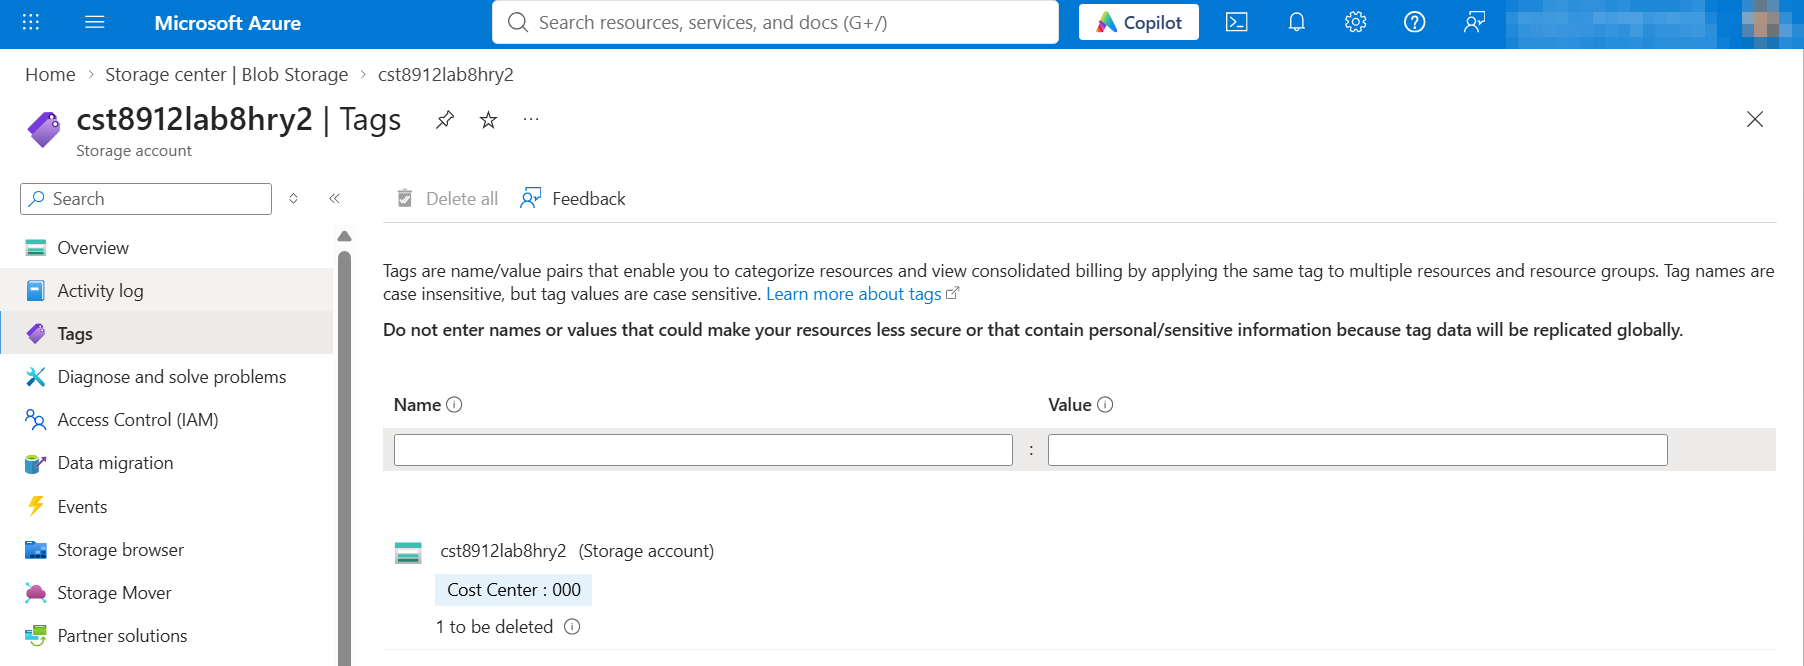 Microsoft Azure
Search resources, services, and docs (G+/)
Copilot
Home > Storage center | Blob Storage > cst8912lab8hry2
cst8912lab8hry2 | Tags
Storage account
Search
Delete all
Feedback
Overview
Activity log
Tags
Diagnose and solve problems
Access Control (IAM)
Data migration
Events
Storage browser
Storage Mover
Partner solutions
Tags are name/value pairs that enable you to categorize resources and view consolidated billing by applying the same tag to multiple resources and resource groups. Tag names are
case insensitive, but tag values are case sensitive. Learn more about tags
Do not enter names or values that could make your resources less secure or that contain personal/sensitive information because tag data will be replicated globally.
Name
Value
:
cst8912lab8hry2 (Storage account)
Cost Center : 000
1 to be deleted